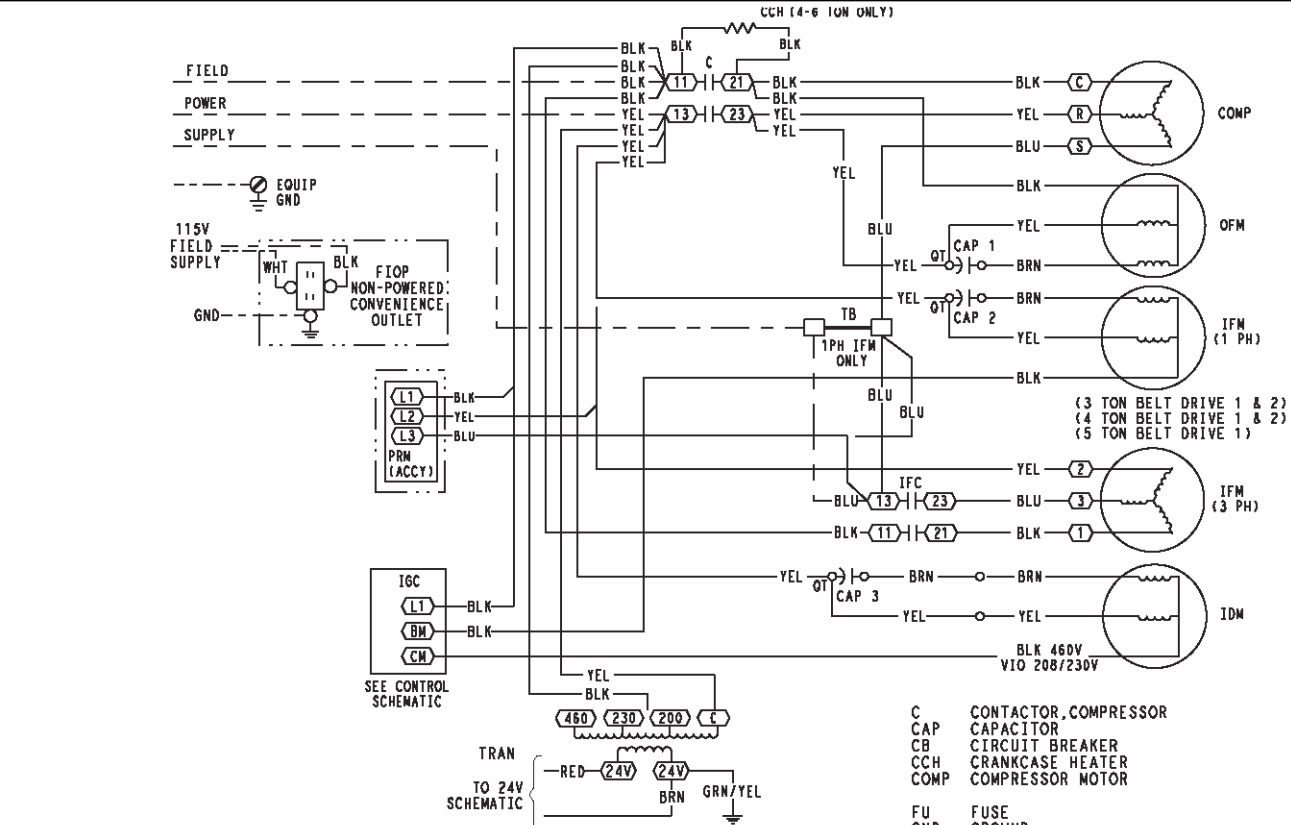 CCH (4-6 TON ONLY)
BLK
BLK
BLK
C
BLK
FIELD
BLK
BLK
11
21
BLK
BLK
C
BLK
BLK
POWER
YEL
13
23
YEL
YEL
R
COMP
YEL
YEL
SUPPLY
YEL
BLU
S
YEL
YEL
EQUIP
GND
BLK
115V
FIELD
SUPPLY
WHT
BLK
FIOP
NON-POWERED
CONVENIENCE
OUTLET
GND
BLU
YEL
OFM
CAP 1
QT
YEL
BRN
YEL
BRN
QT
CAP 2
TB
1PH IFM
ONLY
YEL
IFM
(1 PH)
BLK
BLU
BLU
L1
BLK
L2
YEL
L3
BLU
PRM
(ACCY)
(3 TON BELT DRIVE 1 & 2)
(4 TON BELT DRIVE 1 & 2)
(5 TON BELT DRIVE 1)
YEL
2
IFC
BLU
13
23
BLU
3
IFM
(3 PH)
BLK
11
21
BLK
1
YEL
QT
CAP 3
BRN
BRN
YEL
YEL
IDM
IGC
L1
BLK
BM
BLK
CM
BLK 460V
VIO 208/230V
SEE CONTROL
SCHEMATIC
YEL
BLK
460
230
200
C
TRAN
RED
24V
24V
BRN
GRN/YEL
TO 24V
SCHEMATIC
C CONTACTOR,COMPRESSOR
CAP CAPACITOR
CB CIRCUIT BREAKER
CCH CRANKCASE HEATER
COMP COMPRESSOR MOTOR
FU FUSE
GND GROUND